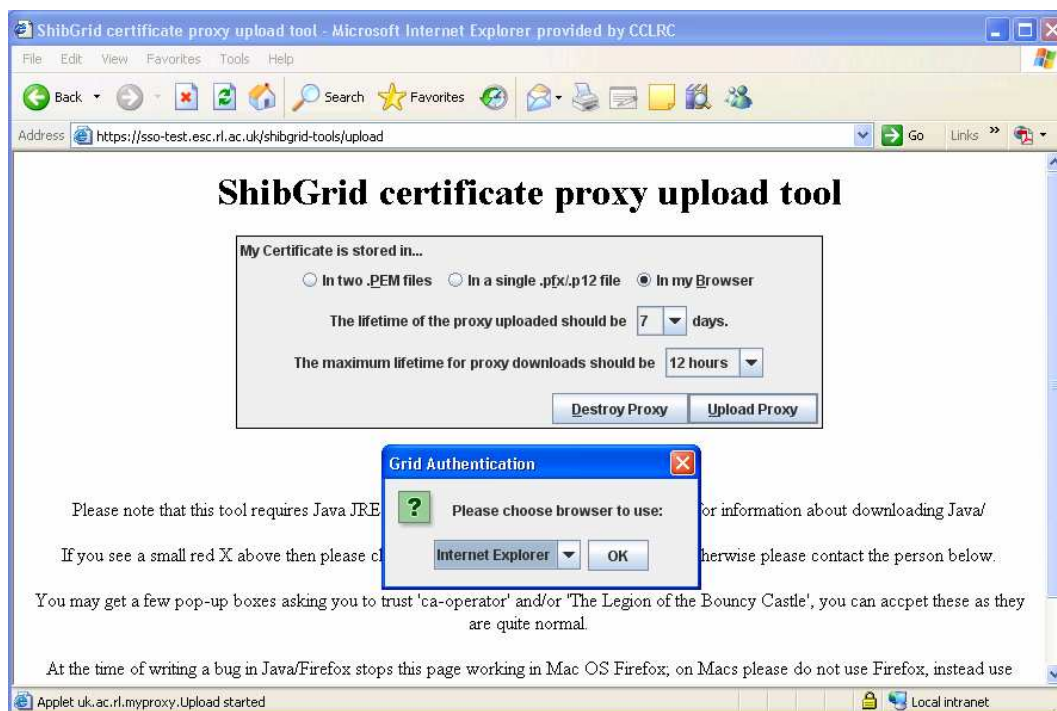 ShibGrid certificate proxy upload tool - Microsoft Internet Explorer provided by CCLRC
File Edit View Favorites Tools Help
Back Search Favorites
Address https://sso-test.esc.rl.ac.uk/shibgrid-tools/upload Go Links »
ShibGrid certificate proxy upload tool
My Certificate is stored in...
In two .PEM files In a single .pfx/.p12 file In my Browser
The lifetime of the proxy uploaded should be 7 days.
The maximum lifetime for proxy downloads should be 12 hours
Destroy Proxy Upload Proxy
Grid Authentication
Please choose browser to use:
Internet Explorer OK
Please note that this tool requires Java JRE for information about downloading Java/
If you see a small red X above then please herwise please contact the person below.
You may get a few pop-up boxes asking you to trust 'ca-operator' and/or 'The Legion of the Bouncy Castle', you can accpet these as they
are quite normal.
At the time of writing a bug in Java/Firefox stops this page working in Mac OS Firefox; on Macs please do not use Firefox, instead use
Applet uk.ac.rl.myproxy.Upload started Local intranet